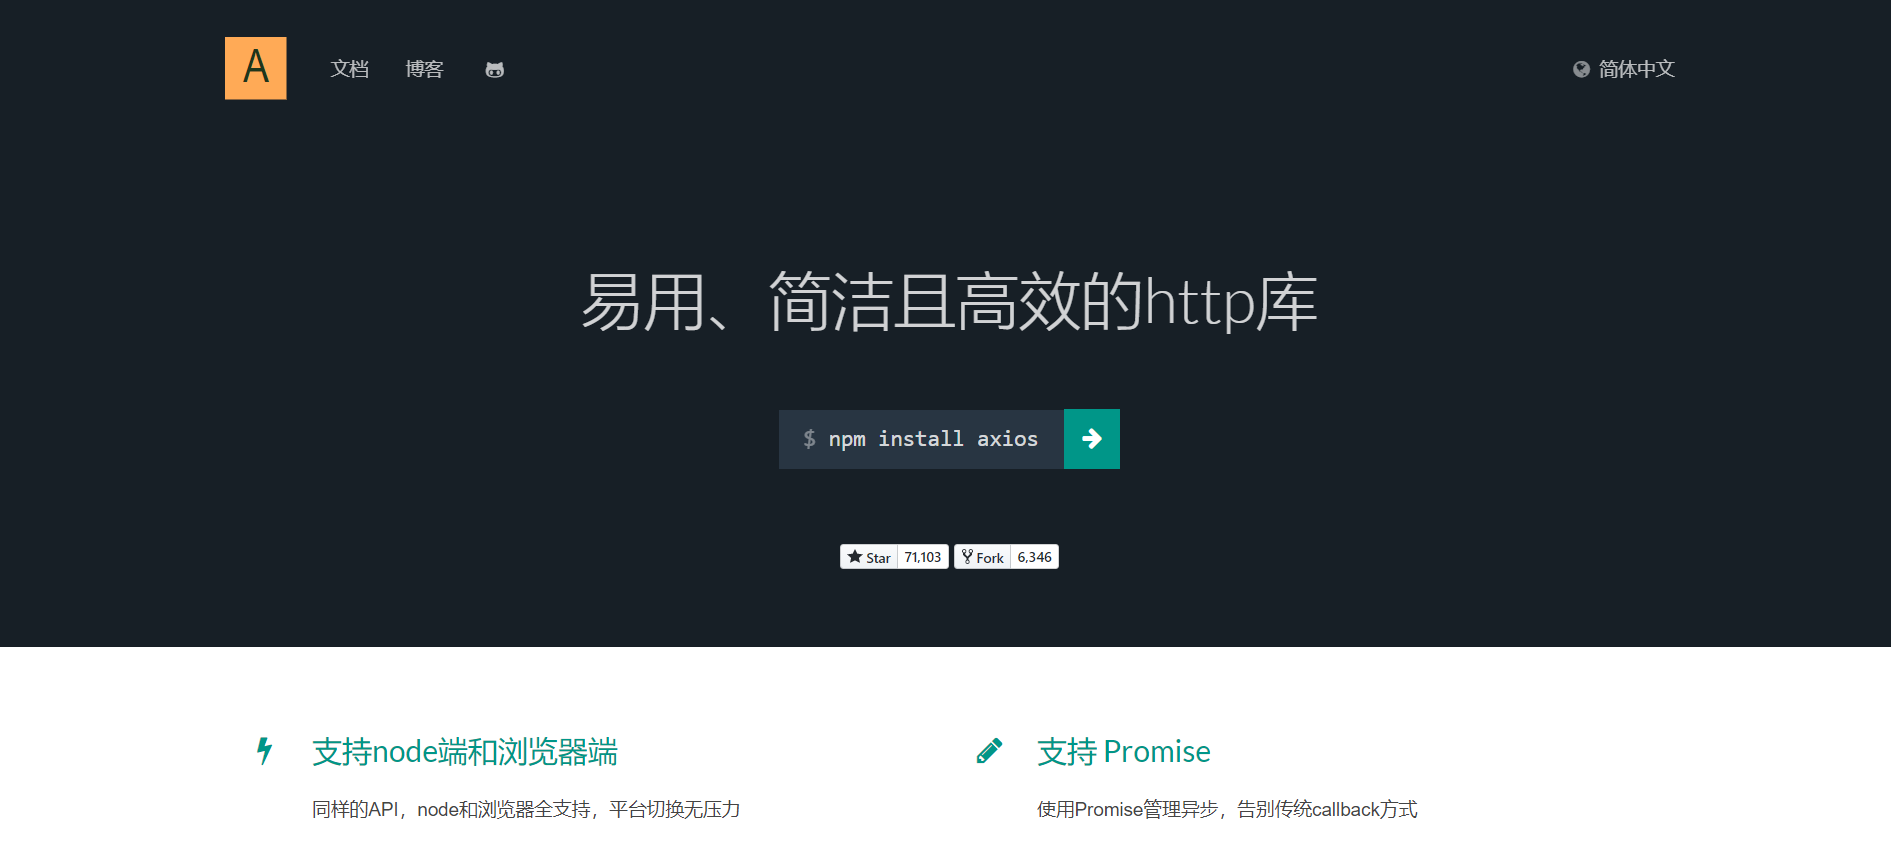 A 文档 博客 简体中文
易用、简洁且高效的http库
$ npm install axios
Star 71,103 Fork 6,346
支持node端和浏览器端
同样的API，node和浏览器全支持，平台切换无压力
支持 Promise
使用Promise管理异步，告别传统callback方式